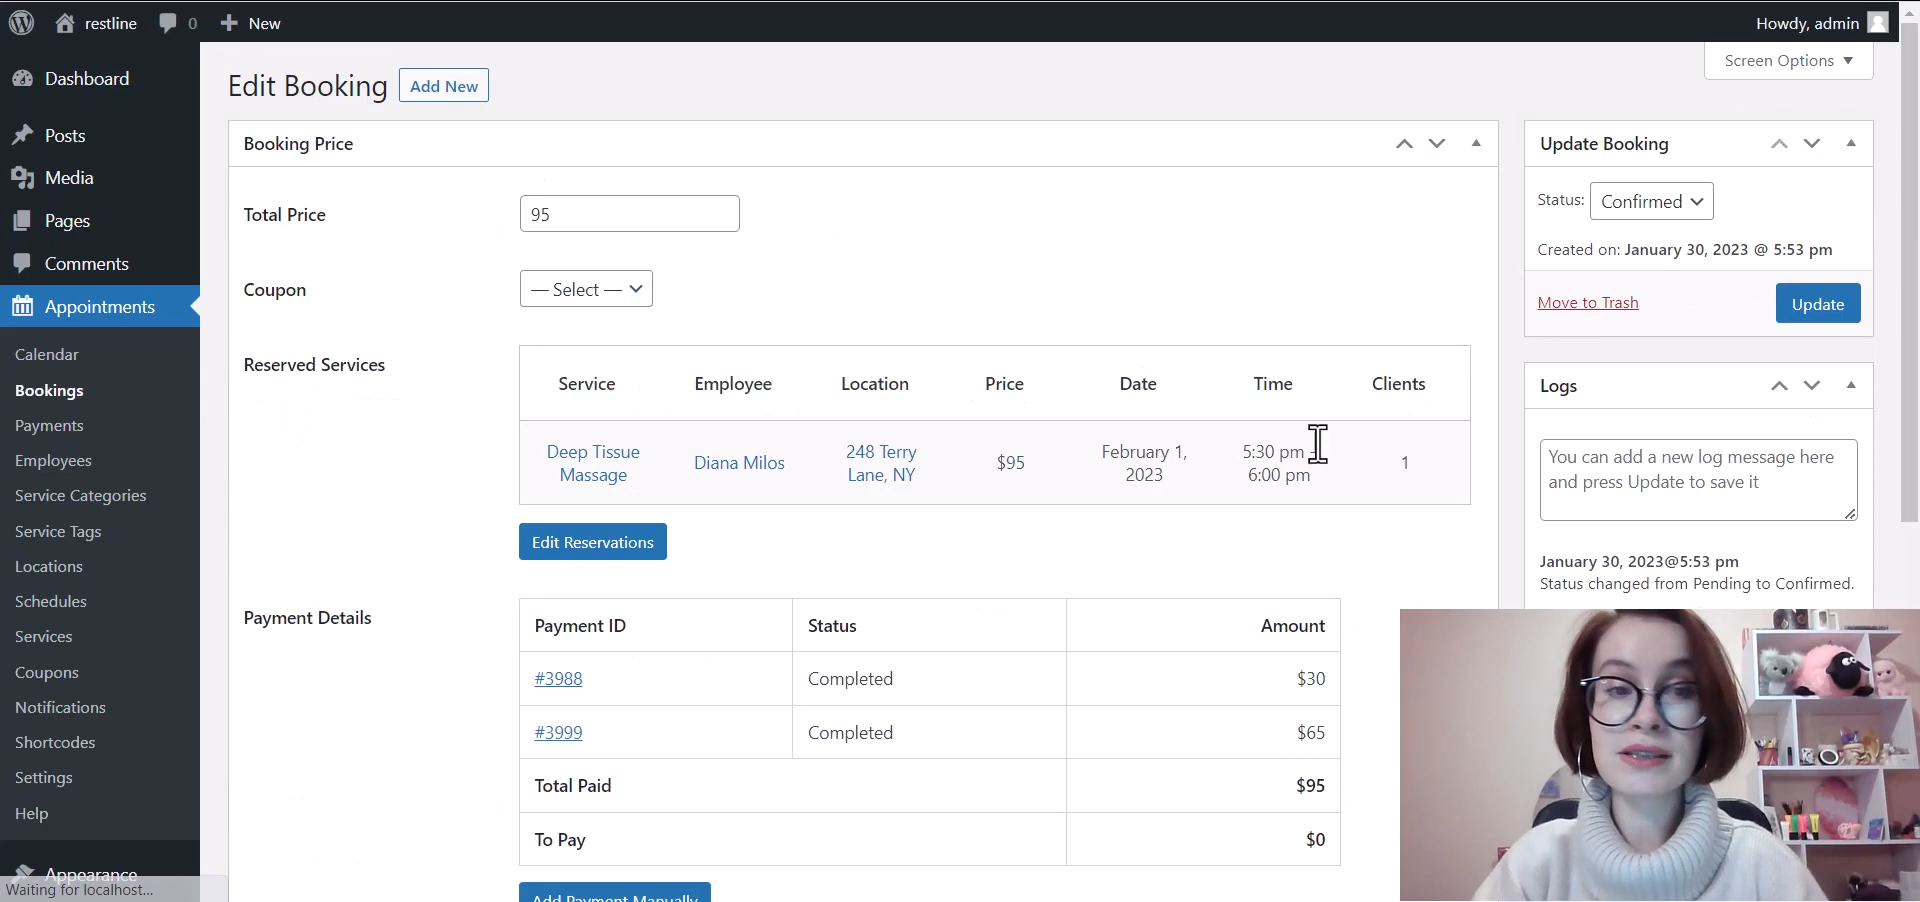 restline 0 New Howdy, admin
Screen Options
Dashboard
Posts
Media
Pages
Comments
Appointments
Calendar
Bookings
Payments
Employees
Service Categories
Service Tags
Locations
Schedules
Services
Coupons
Notifications
Shortcodes
Settings
Help
Appearance
Waiting for localhost...
Edit Booking Add New
Booking Price
Total Price 95
Coupon — Select —
Reserved Services
Service Employee Location Price Date Time Clients
Deep Tissue Massage Diana Milos 248 Terry Lane, NY $95 February 1, 2023 5:30 pm - 6:00 pm 1
Edit Reservations
Payment Details
Payment ID Status Amount
#3988 Completed $30
#3999 Completed $65
Total Paid $95
To Pay $0
Add Payment Manually
Update Booking
Status: Confirmed
Created on: January 30, 2023 @ 5:53 pm
Move to Trash Update
Logs
You can add a new log message here
and press Update to save it
January 30, 2023@5:53 pm
Status changed from Pending to Confirmed.